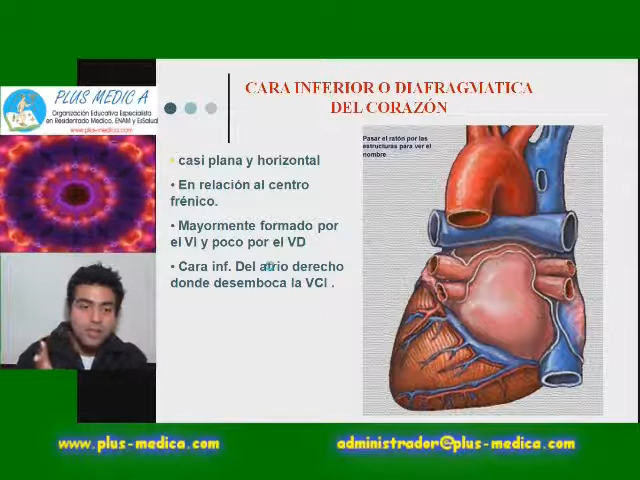 PLUS MEDIC A
Organización Educativa Especialista
en Residentado Medico, ENAM y EsSalud
www.plus-medica.com
CARA INFERIOR O DIAFRAGMATICA
DEL CORAZÓN
• casi plana y horizontal
• En relación al centro
frénico.
• Mayormente formado por
el VI y poco por el VD
• Cara inf. Del atrio derecho
donde desemboca la VCI .
Pasar el ratón por las
estructuras para ver el
nombre
www.plus-medica.com
administrador@plus-medica.com